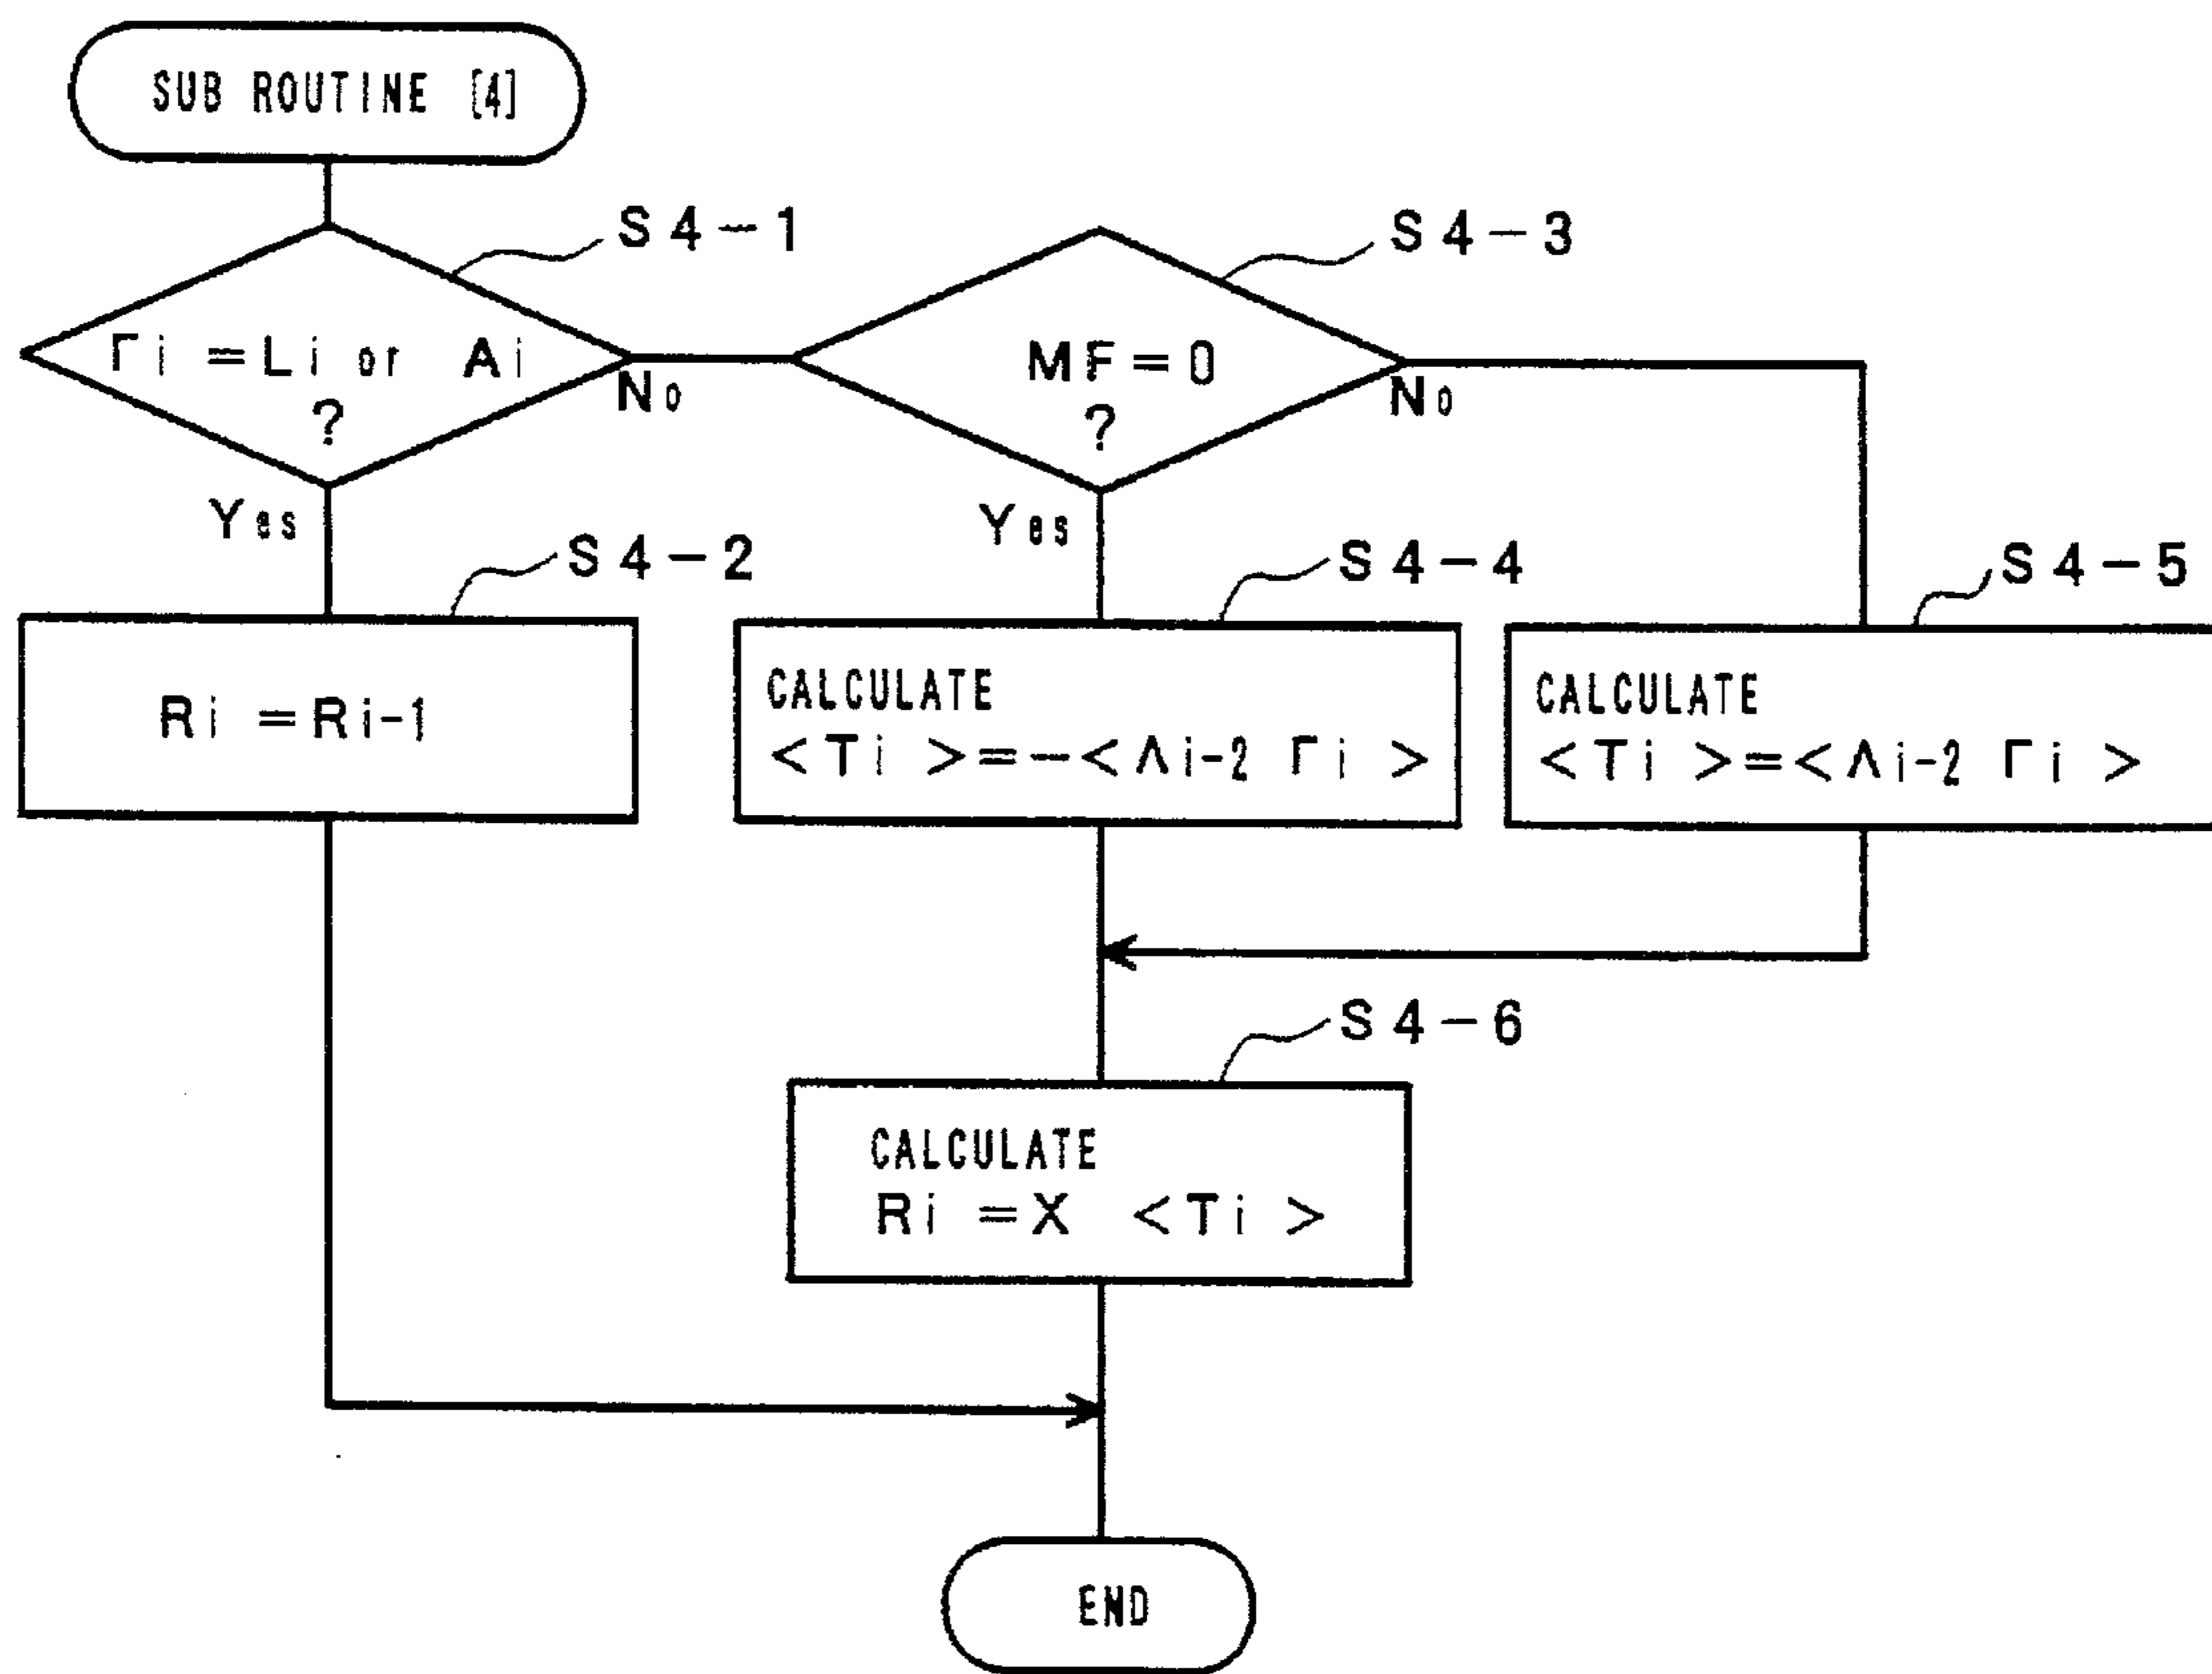 SUB ROUTINE [4]
S4-1
S4-3
Γi=Li or Ai
?
No
MF=0
?
No
Yes
Yes
S4-2
S4-4
S4-5
Ri=Ri-1
CALCULATE
<Ti>=-<Λi-2 Γi>
CALCULATE
<Ti>=<Λi-2 Γi>
S4-6
CALCULATE
Ri=X <Ti>
END